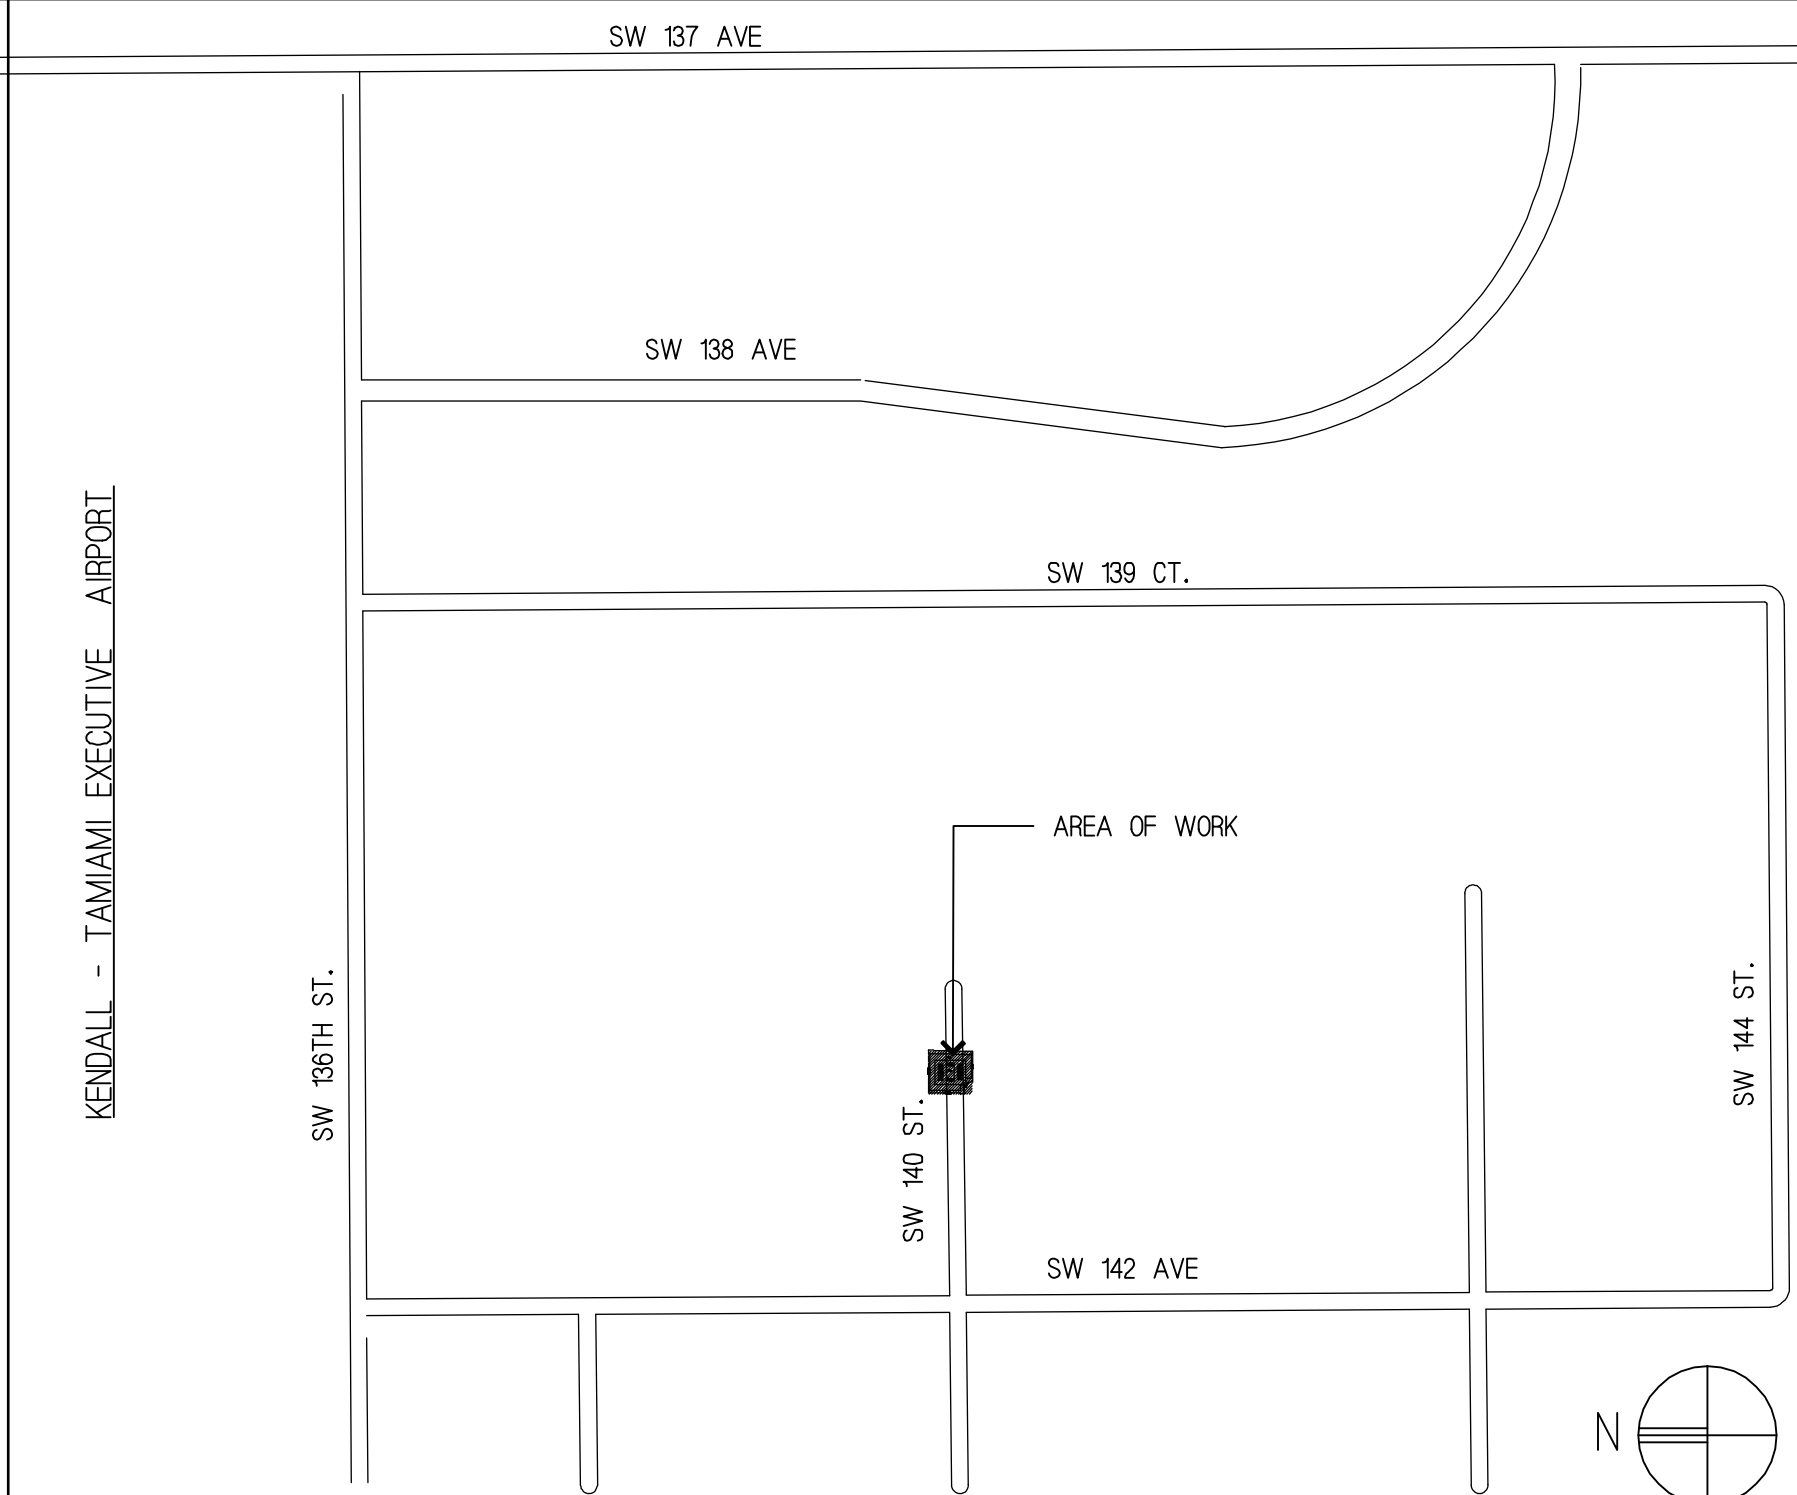 SW 137 AVE
SW 138 AVE
KENDALL - TAMIAMI EXECUTIVE AIRPORT
SW 139 CT.
AREA OF WORK
SW 136TH ST.
SW 140 ST.
SW 144 ST.
SW 142 AVE
N